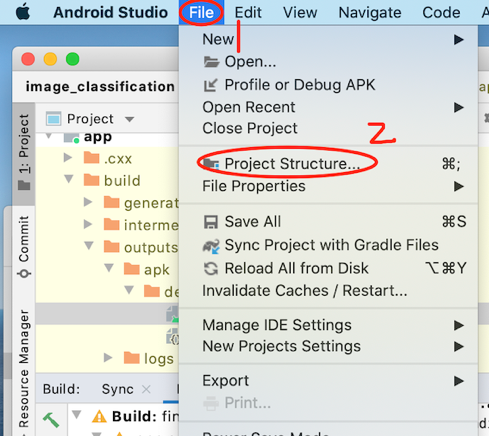 Android Studio File Edit View Navigate Code
New
1
Open...
image_classification
Profile or Debug APK
Open Recent
Project
Close Project
2
app
.cxx
Project Structure... ⌘;
build
File Properties
generat
interme
Save All ⌘S
outputs
Sync Project with Gradle Files
apk
Reload All from Disk ⌥⌘Y
de
Invalidate Caches / Restart...
Manage IDE Settings
logs
New Projects Settings
Export
Build: Sync
Print...
Build: fin
1: Project
Commit
Resource Manager